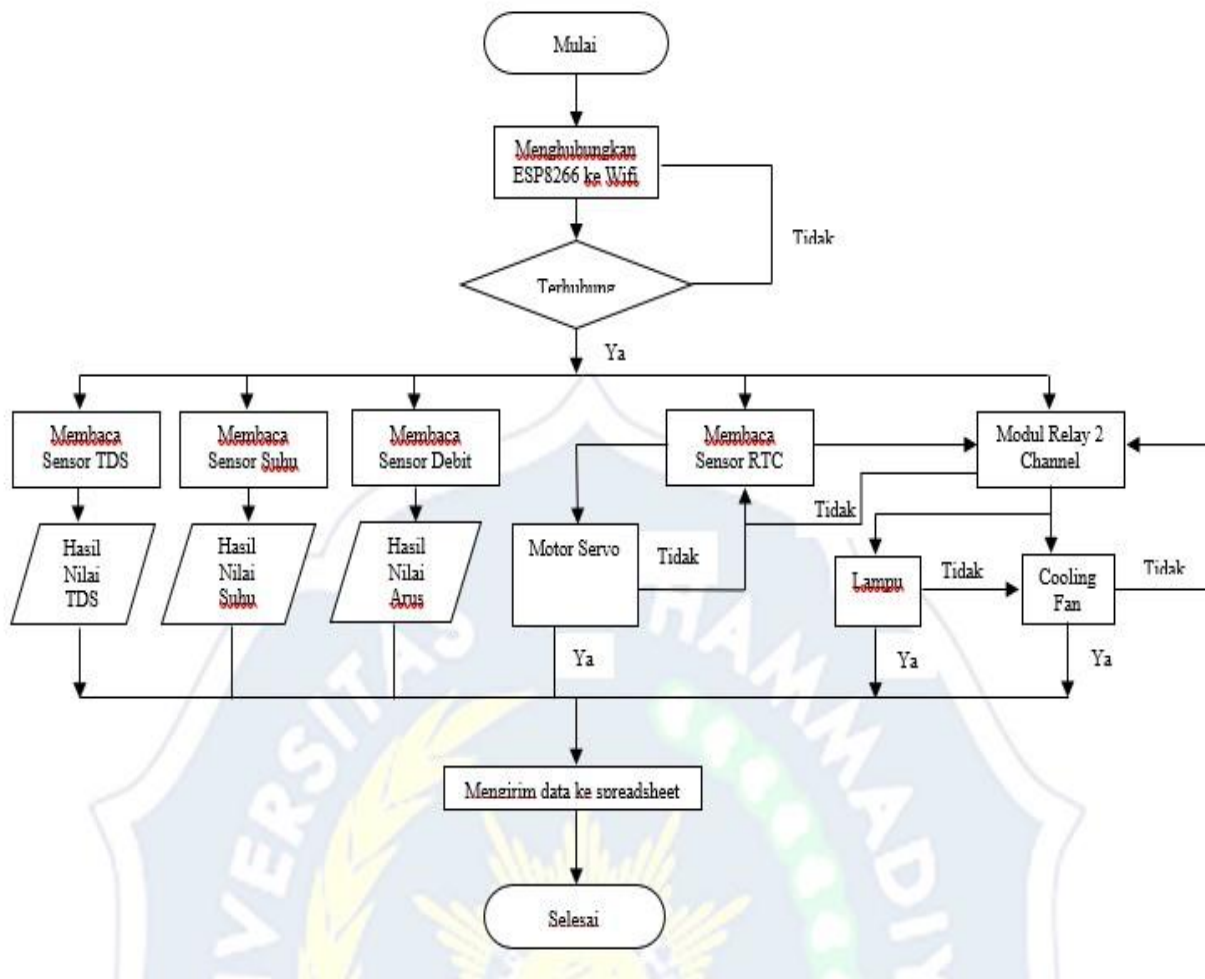 Mulai
Menghubungkan
ESP8266 ke Wifi
Tidak
Terhubung
Ya
Membaca
Sensor TDS
Membaca
Sensor Suhu
Membaca
Sensor Debit
Membaca
Sensor RTC
Modul Relay 2
Channel
Tidak
Hasil
Nilai
TDS
Hasil
Nilai
Suhu
Hasil
Nilai
Arus
Motor Servo
Tidak
Lampu
Tidak
Cooling
Fan
Tidak
Ya
Ya
Ya
Mengirim data ke spreadsheet
Selesai
UNIVERSITAS MUHAMMADIY